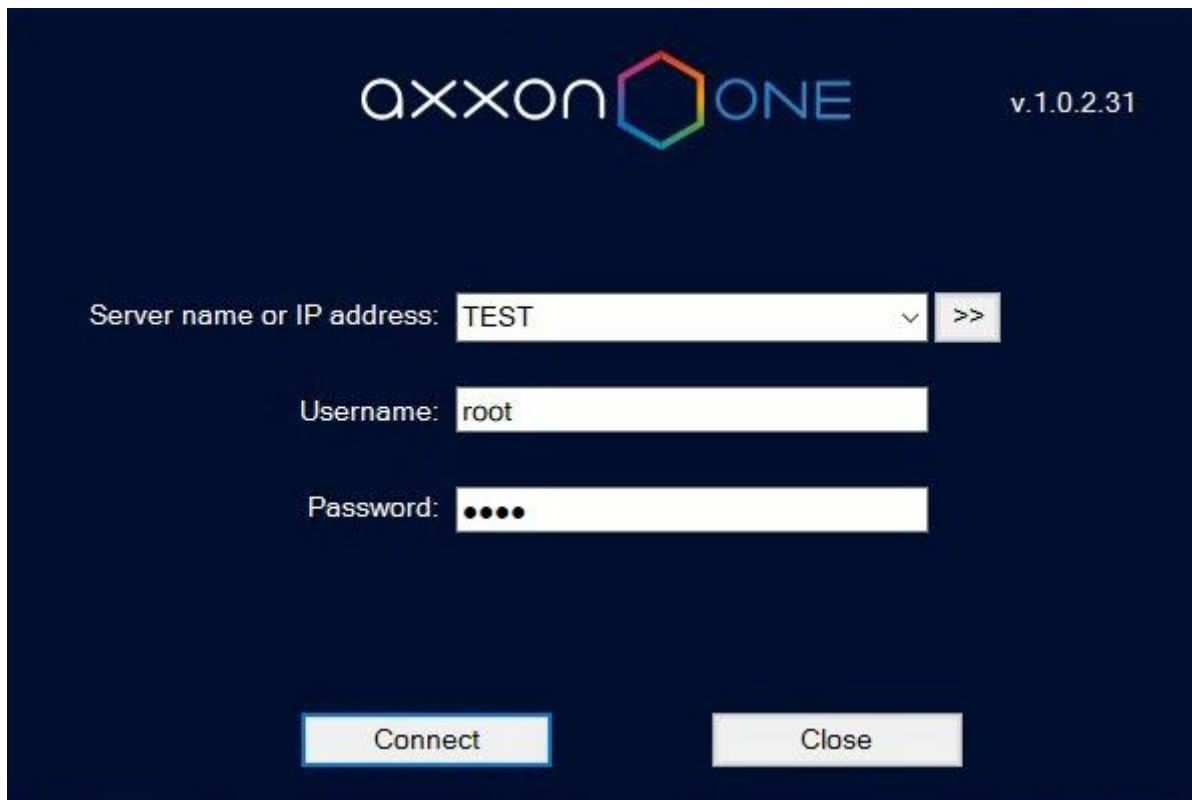 axxon ONE
v.1.0.2.31
Server name or IP address: TEST >>
Username: root
Password: ••••
Connect Close